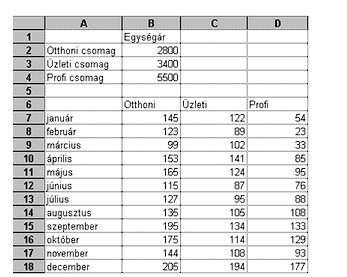 A B C D
1 Egységár
2 Otthoni csomag 2800
3 Üzleti csomag 3400
4 Profi csomag 5500
5
6 Otthoni Üzleti Profi
7 január 145 122 54
8 február 123 89 23
9 március 99 102 33
10 április 153 141 85
11 május 165 124 95
12 június 115 87 76
13 július 127 95 88
14 augusztus 135 105 108
15 szeptember 195 134 133
16 október 175 114 129
17 november 144 108 93
18 december 205 194 177